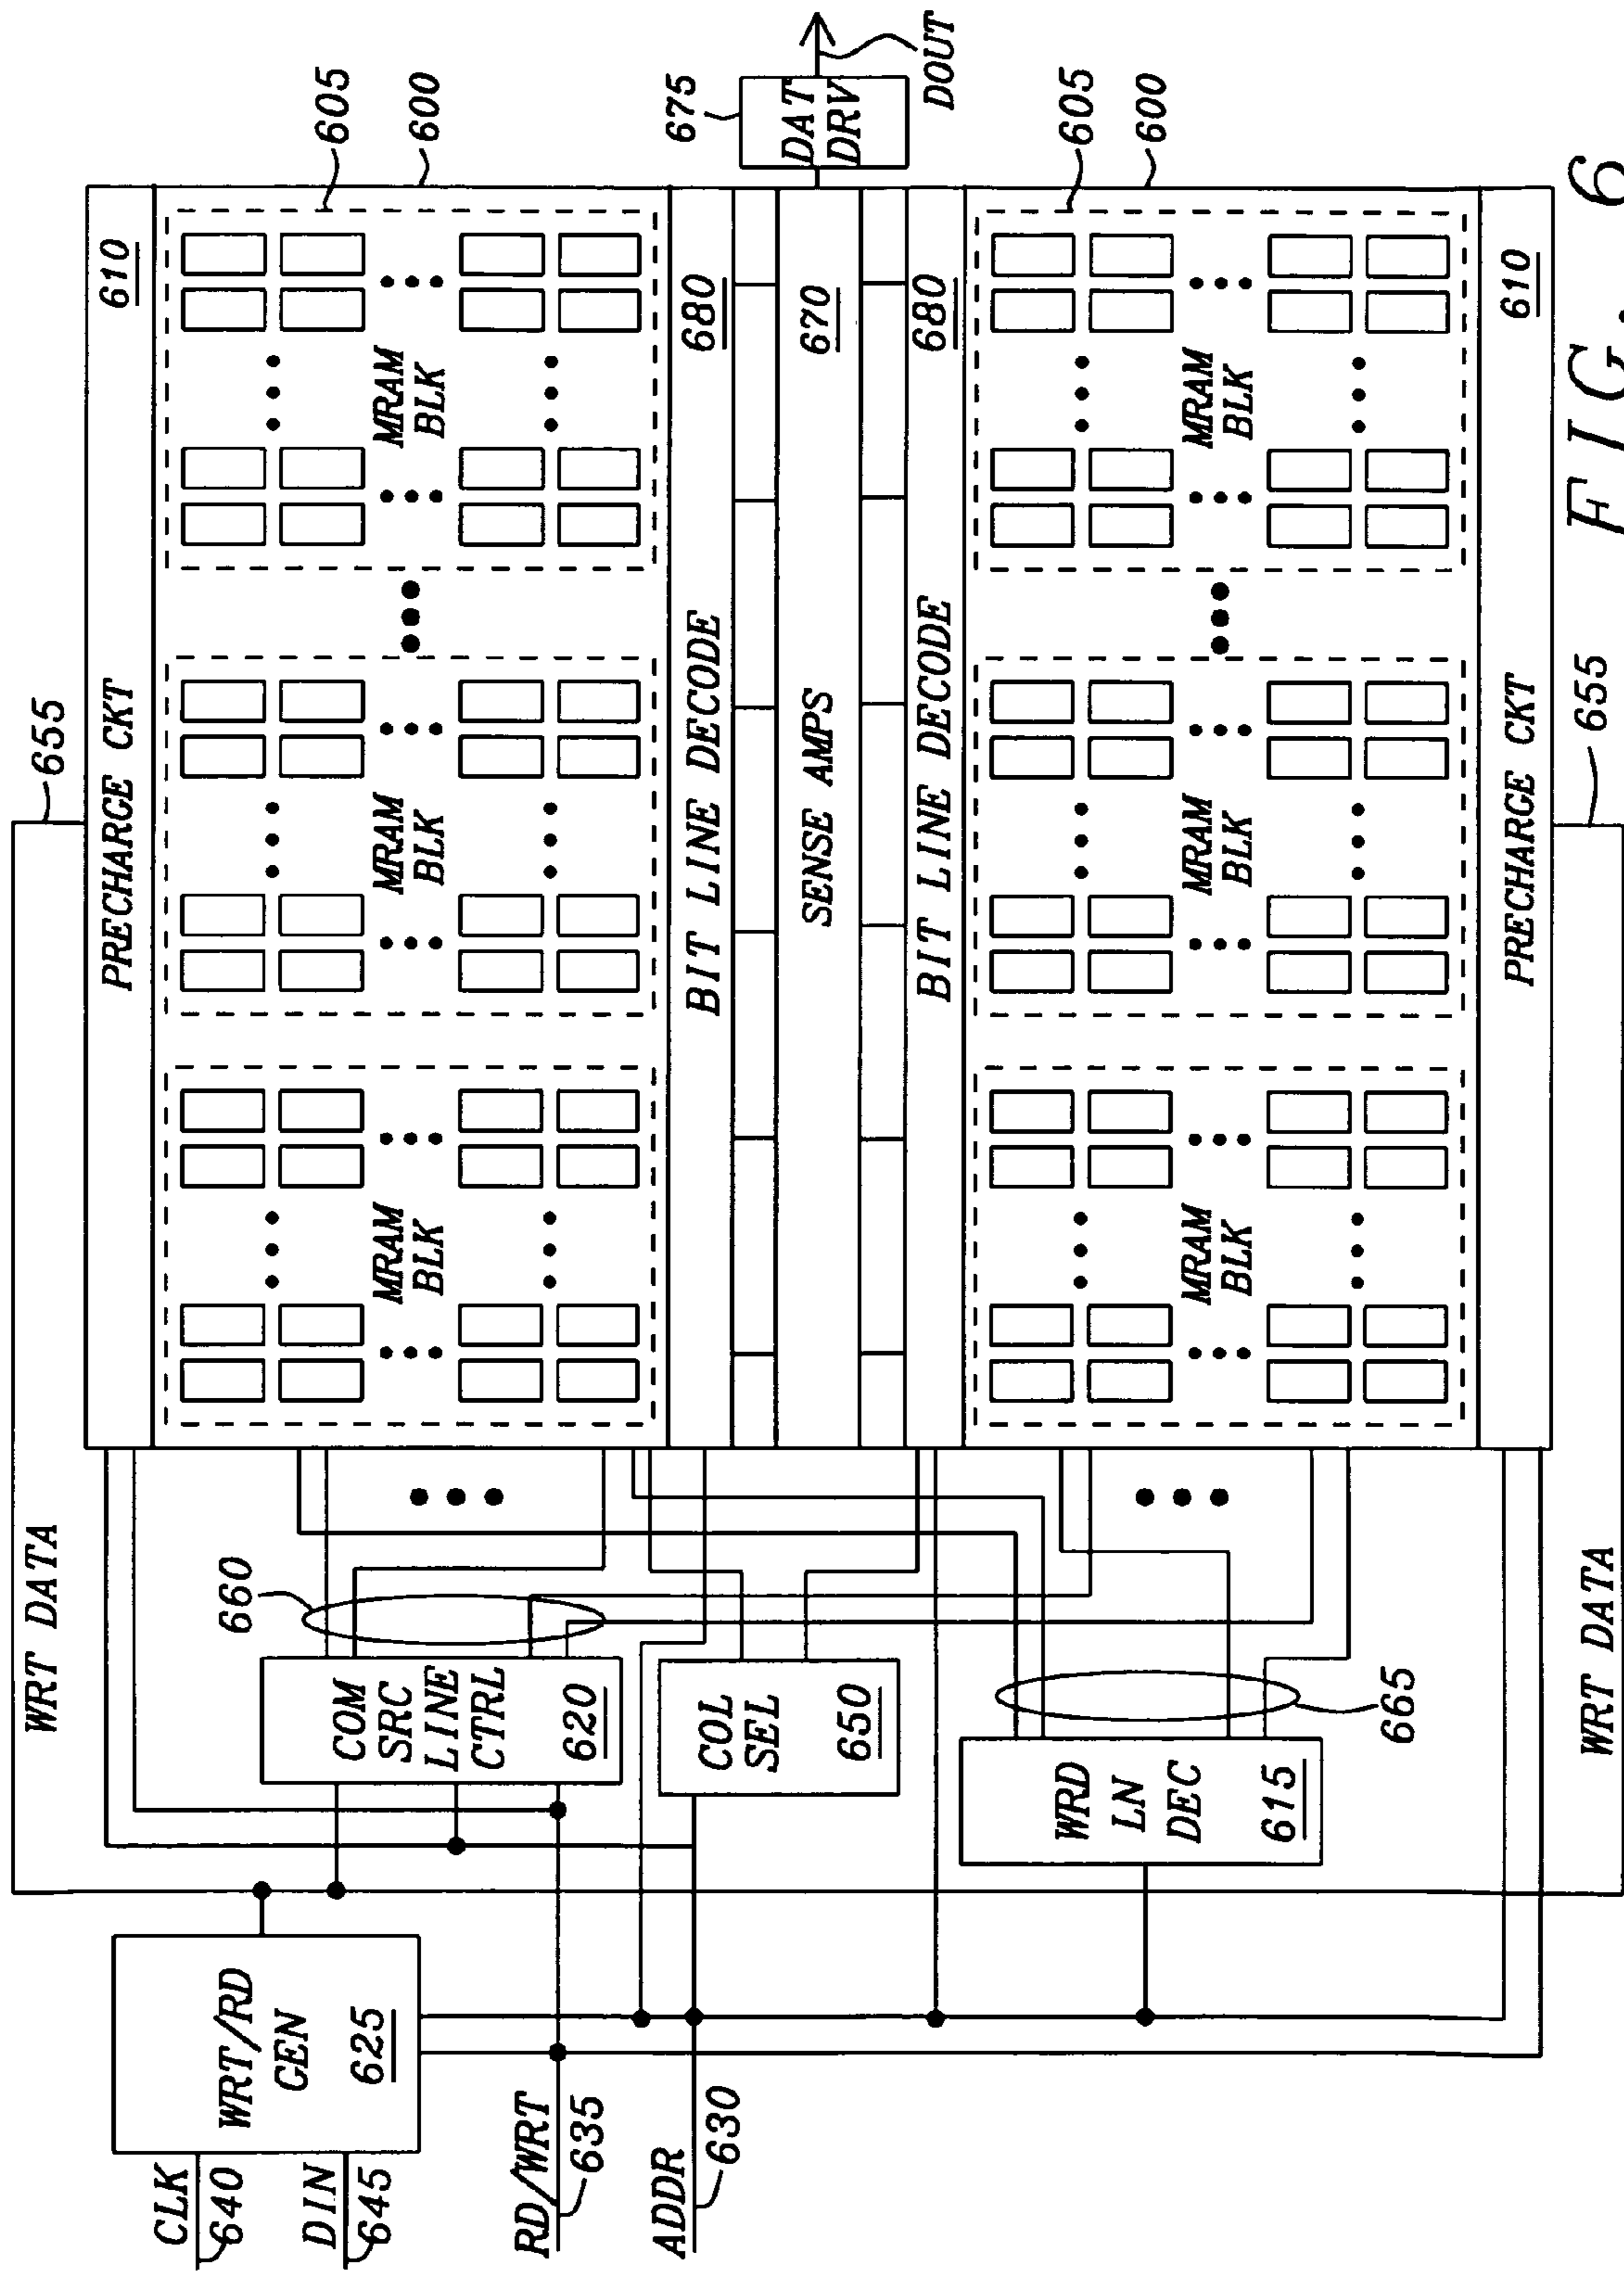 WRT DATA
655
PRECHARGE CKT
610
605
600
MRAM
BLK
MRAM
BLK
MRAM
BLK
BIT LINE DECODE
680
SENSE AMPS
670
675
DAT
DRV
DOUT
BIT LINE DECODE
680
605
600
MRAM
BLK
MRAM
BLK
MRAM
BLK
PRECHARGE CKT
610
655
WRT DATA
660
COM
SRC
LINE
CTRL
620
COL
SEL
650
WRD
LN
DEC
615
665
WRT/RD
GEN
625
CLK
640
DIN
645
RD/WRT
635
ADDR
630
FIG. 6